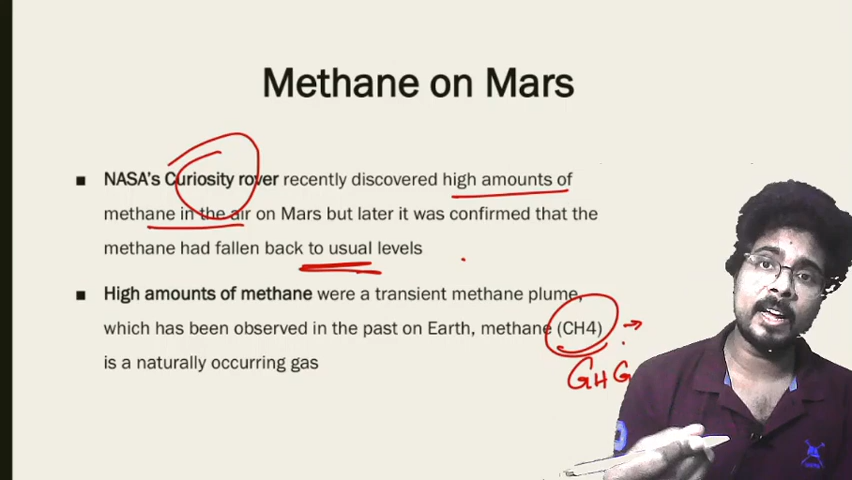 Methane on Mars
■ NASA's Curiosity rover recently discovered high amounts of
methane in the air on Mars but later it was confirmed that the
methane had fallen back to usual levels
■ High amounts of methane were a transient methane plume,
which has been observed in the past on Earth, methane (CH4) →
is a naturally occurring gas
GHG